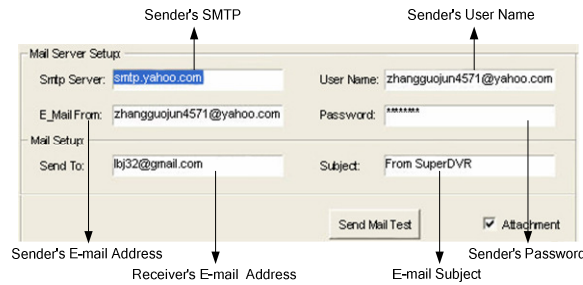 Sender's SMTP
Sender's User Name
Mail Server Setup:
Smtp Server:
smtp.yahoo.com
User Name:
zhangguojun4571@yahoo.com
E_Mail From:
zhangguojun4571@yahoo.com
Password:
********
Mail Setup:
Send To:
lbj32@gmail.com
Subject:
From SuperDVR
Send Mail Test
Attachment
Sender's E-mail Address
Sender's Password
Receiver's E-mail Address
E-mail Subject